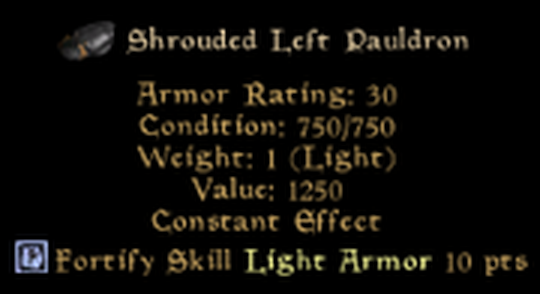 Shrouded Left Pauldron
Armor Rating: 30
Condition: 750/750
Weight: 1 (Light)
Value: 1250
Constant Effect
Fortify Skill Light Armor 10 pts